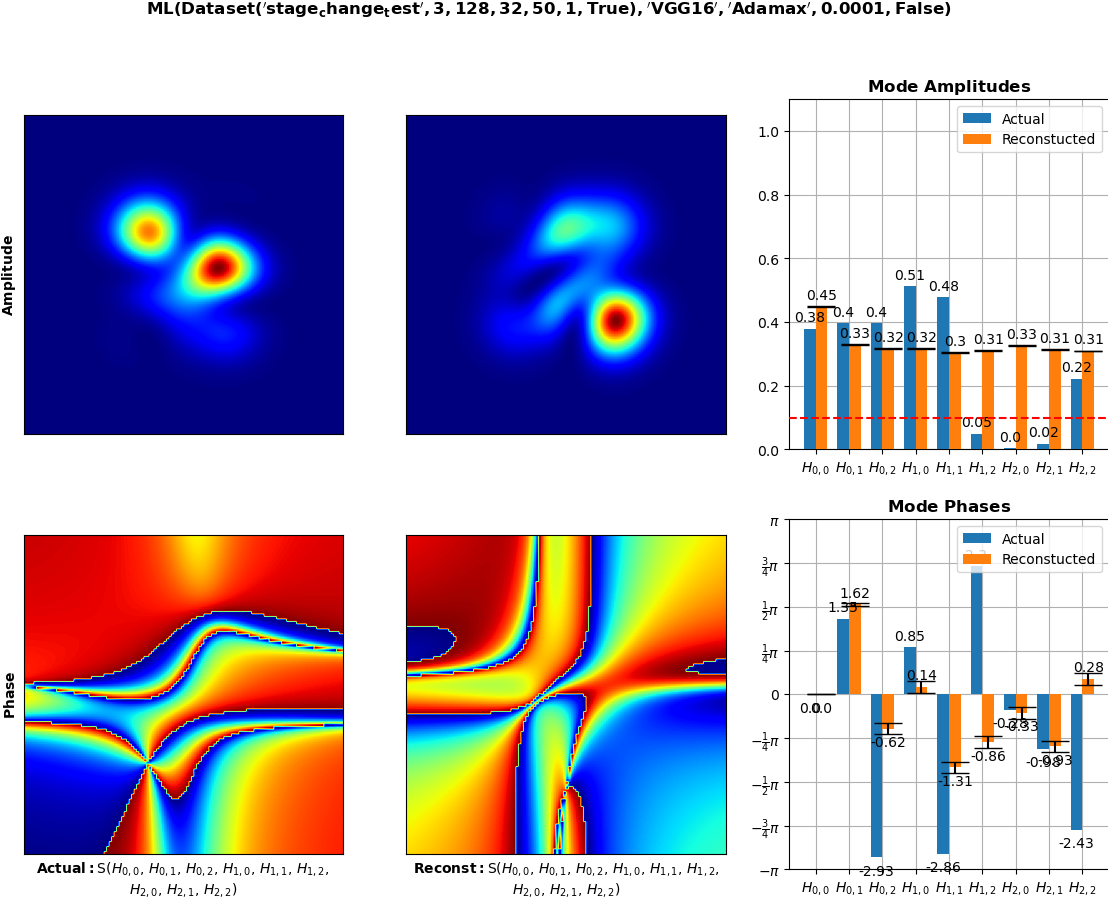 ML(Dataset('stage_change_test', 3, 128, 32, 50, 1, True), 'VGG16', 'Adamax', 0.0001, False)
Amplitude
Mode Amplitudes
Actual
Reconstucted
1.0
0.8
0.6
0.4
0.2
0.0
0.38 0.45 0.4 0.33 0.4 0.32 0.51 0.32 0.48 0.3 0.05 0.31 0.0 0.33 0.02 0.31 0.22 0.31
H0,0 H0,1 H0,2 H1,0 H1,1 H1,2 H2,0 H2,1 H2,2
Phase
Actual: S(H0,0, H0,1, H0,2, H1,0, H1,1, H1,2,
H2,0, H2,1, H2,2)
Reconst: S(H0,0, H0,1, H0,2, H1,0, H1,1, H1,2,
H2,0, H2,1, H2,2)
Mode Phases
Actual
Reconstucted
π
3/4π
1/2π
1/4π
0
−1/4π
−1/2π
−3/4π
−π
0.0 0.0 1.35 1.62 -2.93 -0.62 0.85 0.14 -2.86 -1.31 -0.86 -0.28 -0.33 -0.98 -0.93 -2.43 0.28
H0,0 H0,1 H0,2 H1,0 H1,1 H1,2 H2,0 H2,1 H2,2